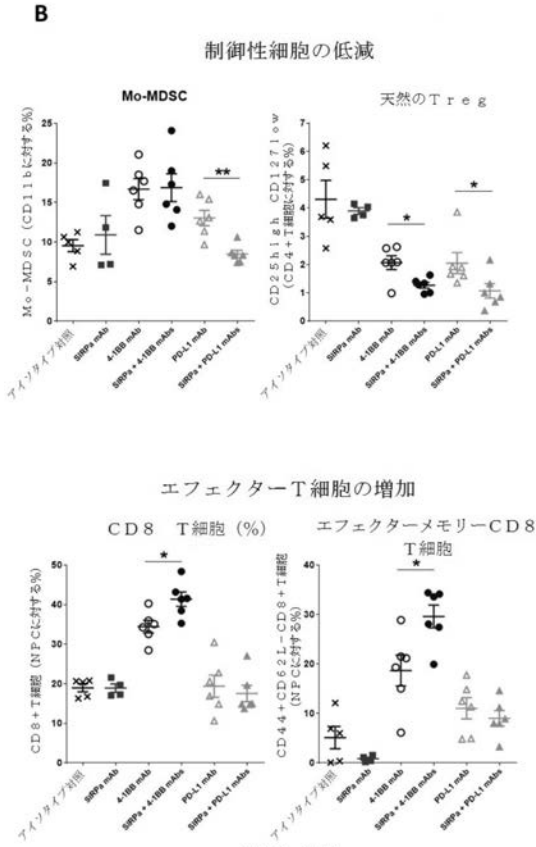 B
制御性細胞の低減
Mo-MDSC
Mo-MDSC (CD11bに対する%)
25
20
15
10
5
0
**
アイソタイプ対照
SiRPa mAb
4-1BB mAb
SiRPa + 4-1BB mAbs
PD-L1 mAb
SiRPa + PD-L1 mAbs
天然のTreg
CD25high CD127low
(CD4+T細胞に対する%)
7
6
5
4
3
2
1
0
*
*
アイソタイプ対照
SiRPa mAb
4-1BB mAb
SiRPa + 4-1BB mAbs
PD-L1 mAb
SiRPa + PD-L1 mAbs
エフェクターT細胞の増加
CD8 T細胞(%)
CD8+T細胞(NPCに対する%)
50
40
30
20
10
0
*
アイソタイプ対照
SiRPa mAb
4-1BB mAb
SiRPa + 4-1BB mAbs
PD-L1 mAb
SiRPa + PD-L1 mAbs
エフェクターメモリーCD8
T細胞
CD44+CD62L-CD8+T細胞
(NPCに対する%)
40
30
20
10
0
*
アイソタイプ対照
SiRPa mAb
4-1BB mAb
SiRPa + 4-1BB mAbs
PD-L1 mAb
SiRPa + PD-L1 mAbs